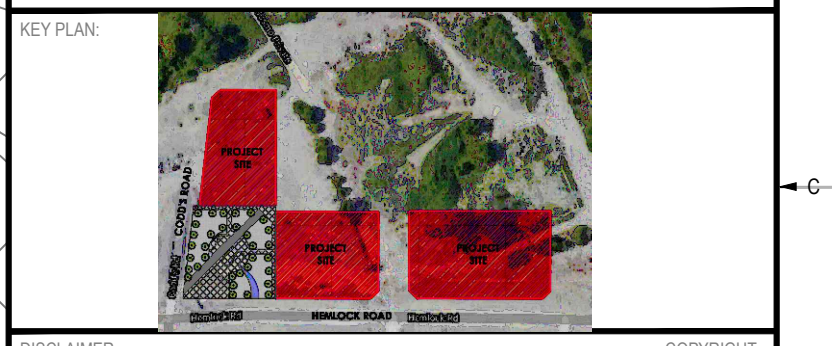 KEY PLAN:
PROJECT
SITE
CODD'S ROAD
C
PROJECT
SITE
PROJECT
SITE
Hemlock Rd
HEMLOCK ROAD
Hemlock Rd
DISCLAIMER
COPYRIGHT